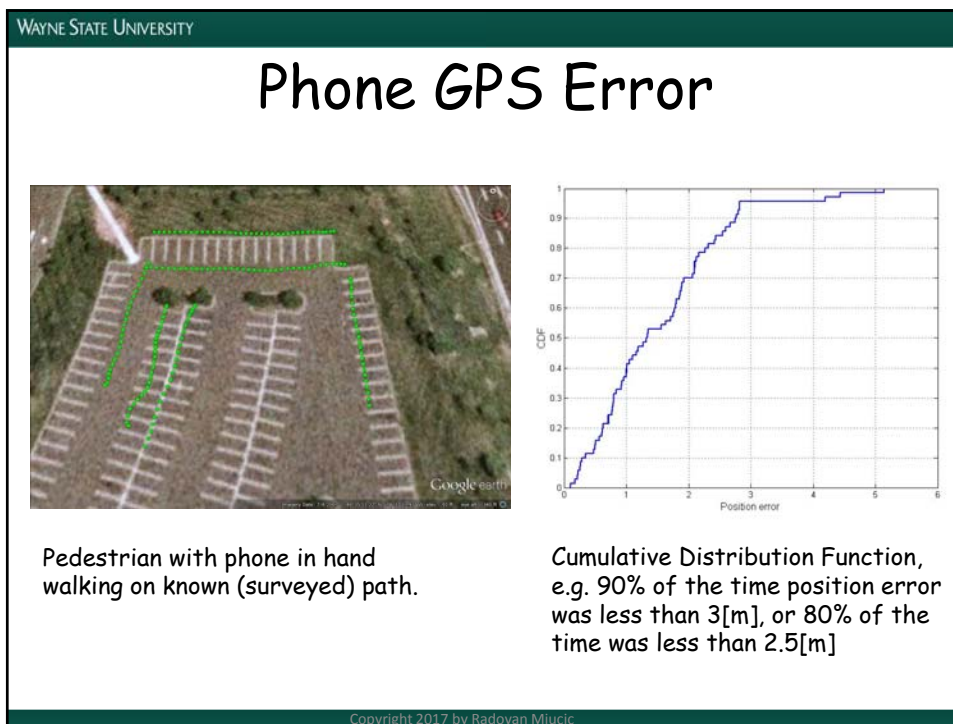 WAYNE STATE UNIVERSITY
Phone GPS Error
Google earth
1
0.9
0.8
0.7
0.6
0.5
0.4
0.3
0.2
0.1
0
CDF
0 1 2 3 4 5 6
Position error
Pedestrian with phone in hand
walking on known (surveyed) path.
Cumulative Distribution Function,
e.g. 90% of the time position error
was less than 3[m], or 80% of the
time was less than 2.5[m]
Copyright 2017 by Radovan Miucic